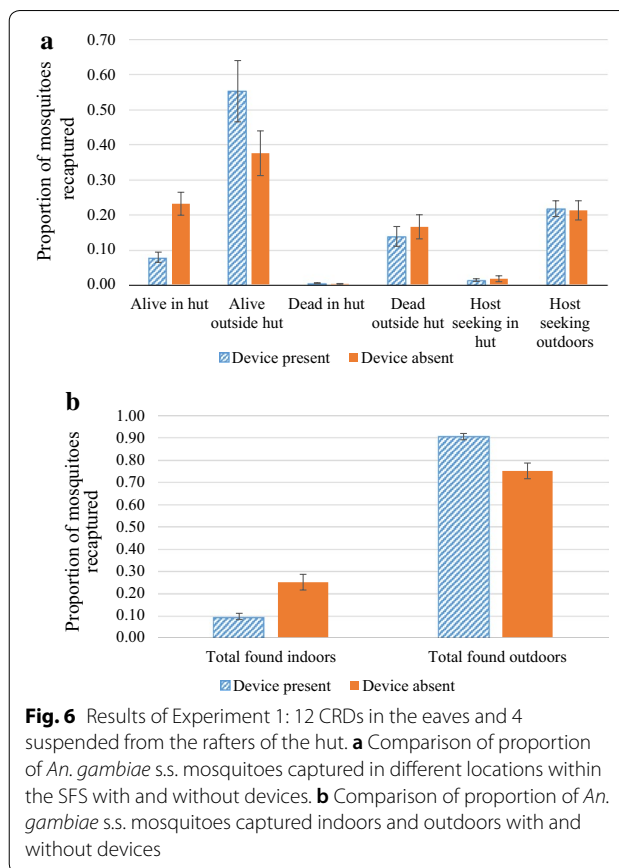 a
Proportion of mosquitoes
recaptured
0.70
0.60
0.50
0.40
0.30
0.20
0.10
0.00
Alive in hut
Alive
outside hut
Dead in hut
Dead
outside hut
Host
seeking in
hut
Host
seeking
outdoors
Device present
Device absent
b
Proportion of mosquitoes
recaptured
1.00
0.90
0.80
0.70
0.60
0.50
0.40
0.30
0.20
0.10
0.00
Total found indoors
Total found outdoors
Device present
Device absent
Fig. 6 Results of Experiment 1: 12 CRDs in the eaves and 4
suspended from the rafters of the hut. a Comparison of proportion
of An. gambiae s.s. mosquitoes captured in different locations within
the SFS with and without devices. b Comparison of proportion of An.
gambiae s.s. mosquitoes captured indoors and outdoors with and
without devices